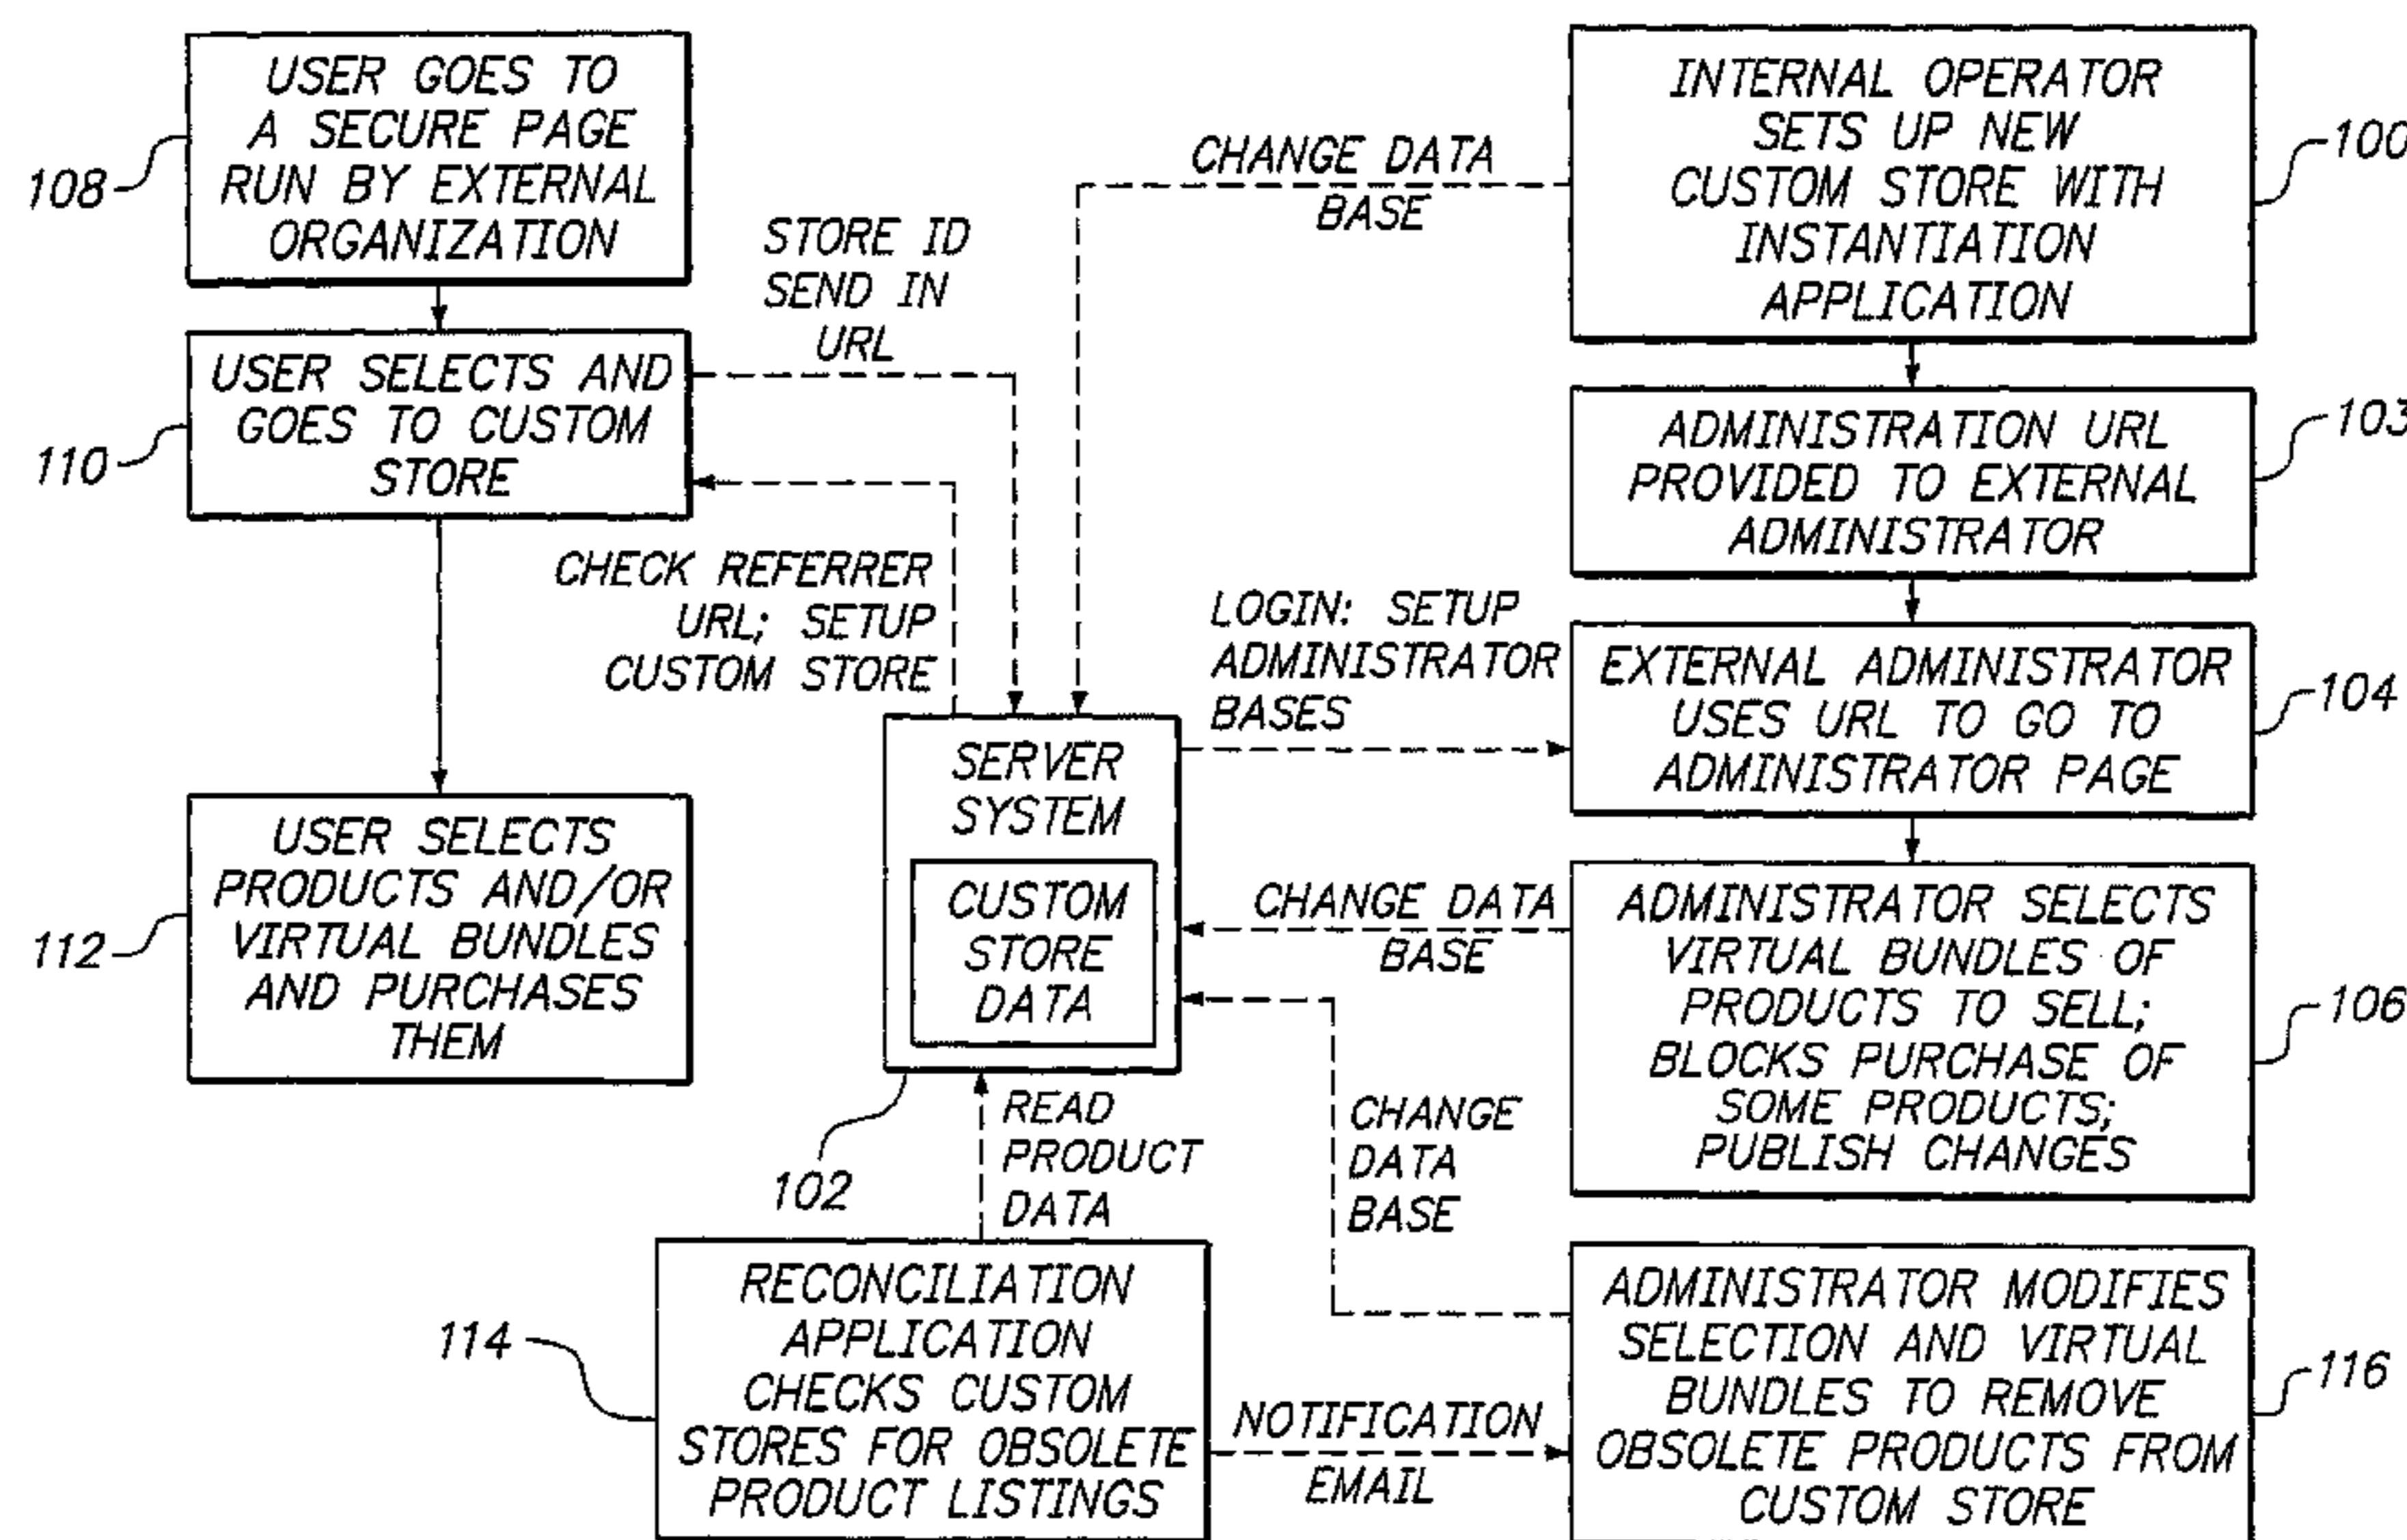 USER GOES TO
A SECURE PAGE
RUN BY EXTERNAL
ORGANIZATION
108
USER SELECTS AND
GOES TO CUSTOM
STORE
110
USER SELECTS
PRODUCTS AND/OR
VIRTUAL BUNDLES
AND PURCHASES
THEM
112
STORE ID
SEND IN
URL
CHECK REFERRER
URL; SETUP
CUSTOM STORE
CHANGE DATA
BASE
LOGIN: SETUP
ADMINISTRATOR
BASES
SERVER
SYSTEM
CUSTOM
STORE
DATA
102
CHANGE DATA
BASE
READ
PRODUCT
DATA
CHANGE
DATA
BASE
RECONCILIATION
APPLICATION
CHECKS CUSTOM
STORES FOR OBSOLETE
PRODUCT LISTINGS
114
NOTIFICATION
EMAIL
INTERNAL OPERATOR
SETS UP NEW
CUSTOM STORE WITH
INSTANTIATION
APPLICATION
100
ADMINISTRATION URL
PROVIDED TO EXTERNAL
ADMINISTRATOR
103
EXTERNAL ADMINISTRATOR
USES URL TO GO TO
ADMINISTRATOR PAGE
104
ADMINISTRATOR SELECTS
VIRTUAL BUNDLES OF
PRODUCTS TO SELL;
BLOCKS PURCHASE OF
SOME PRODUCTS;
PUBLISH CHANGES
106
ADMINISTRATOR MODIFIES
SELECTION AND VIRTUAL
BUNDLES TO REMOVE
OBSOLETE PRODUCTS FROM
CUSTOM STORE
116